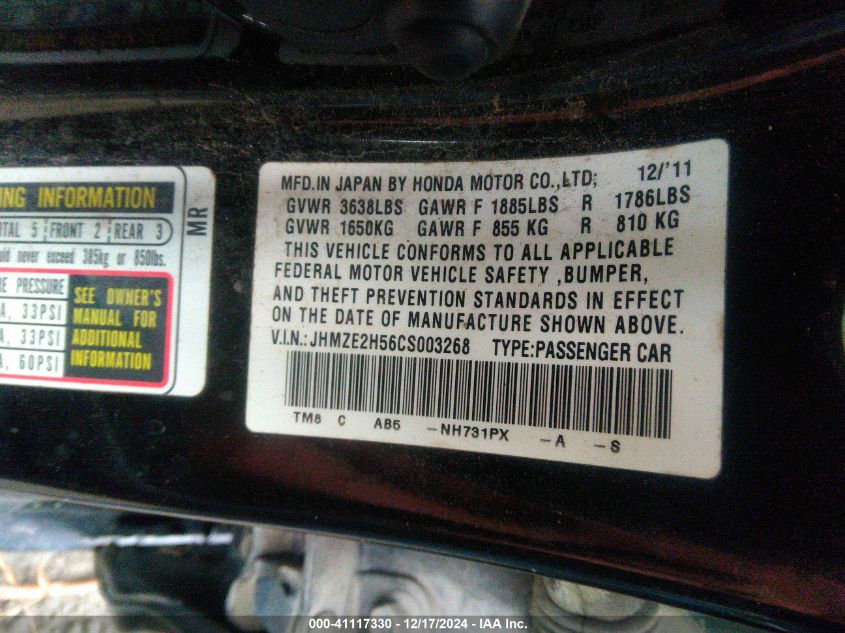 NG INFORMATION
OTAL 5 FRONT 2 REAR 3
never exceed 385kg or 850lbs.
PRESSURE
SEE OWNER'S
MANUAL FOR
ADDITIONAL
INFORMATION
33PSI
33PSI
60PSI
MR
MFD.IN JAPAN BY HONDA MOTOR CO.,LTD; 12/'11
GVWR 3638LBS GAWR F 1885LBS R 1786LBS
GVWR 1650KG GAWR F 855 KG R 810 KG
THIS VEHICLE CONFORMS TO ALL APPLICABLE
FEDERAL MOTOR VEHICLE SAFETY ,BUMPER,
AND THEFT PREVENTION STANDARDS IN EFFECT
ON THE DATE OF MANUFACTURE SHOWN ABOVE.
V.I.N.: JHMZE2H56CS003268 TYPE:PASSENGER CAR
TM8 C AB5 -NH731PX -A -S
000-41117330 - 12/17/2024 - IAA Inc.